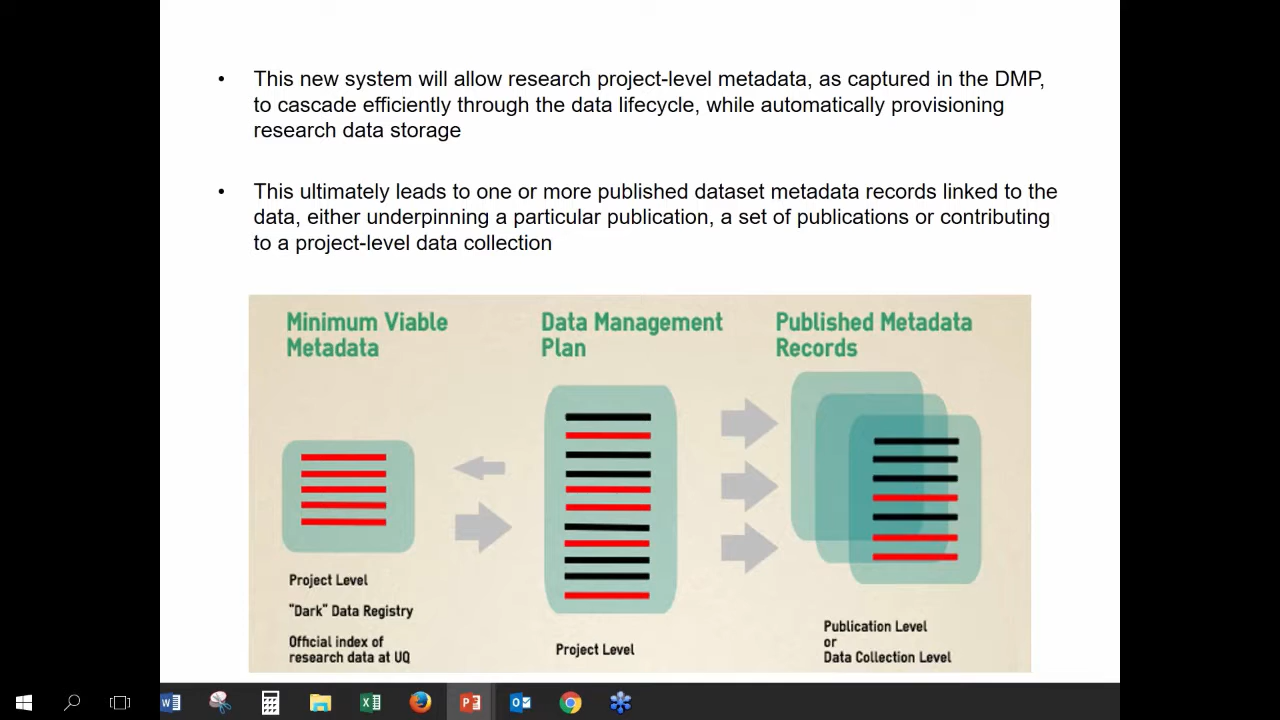 • This new system will allow research project-level metadata, as captured in the DMP,
to cascade efficiently through the data lifecycle, while automatically provisioning
research data storage
• This ultimately leads to one or more published dataset metadata records linked to the
data, either underpinning a particular publication, a set of publications or contributing
to a project-level data collection
Minimum Viable
Metadata
Project Level
"Dark" Data Registry
Official index of
research data at UQ
Data Management
Plan
Project Level
Published Metadata
Records
Publication Level
or
Data Collection Level